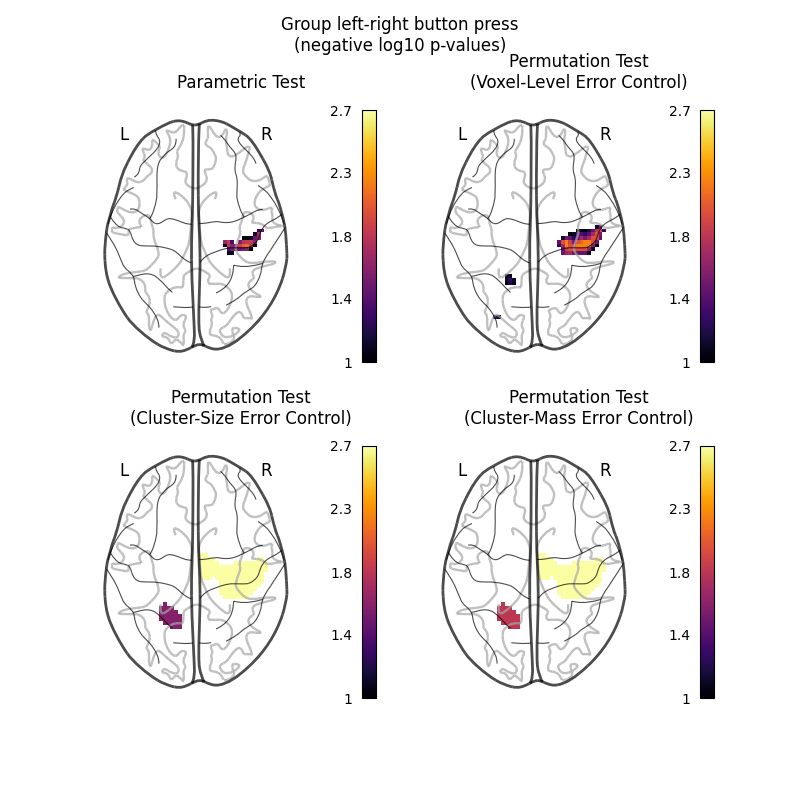 Group left-right button press
(negative log10 p-values)
Parametric Test
Permutation Test
(Voxel-Level Error Control)
L
R
2.7
2.3
1.8
1.4
1
L
R
2.7
2.3
1.8
1.4
1
Permutation Test
(Cluster-Size Error Control)
Permutation Test
(Cluster-Mass Error Control)
L
R
2.7
2.3
1.8
1.4
1
L
R
2.7
2.3
1.8
1.4
1